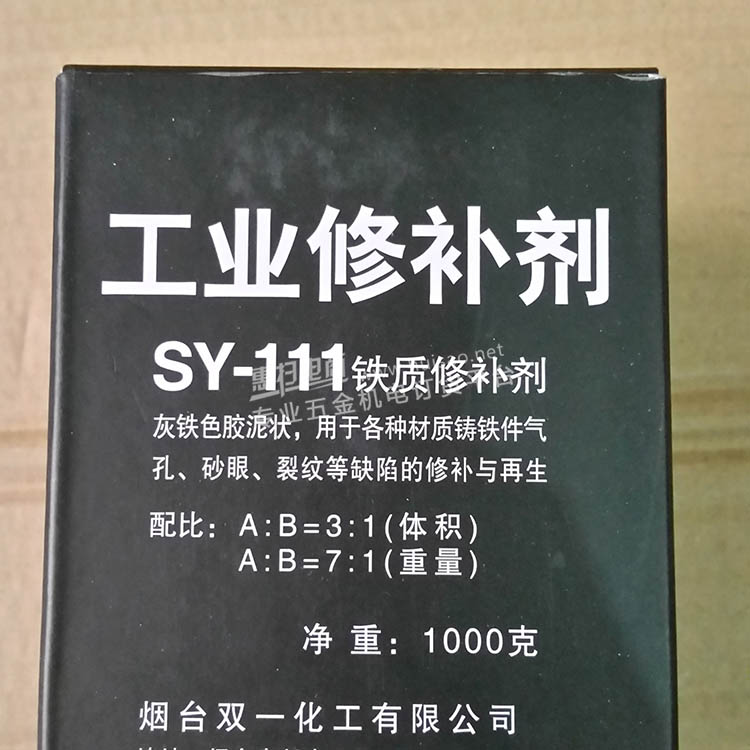 工业修补剂
SY-111铁质修补剂
灰铁色胶泥状，用于各种材质铸铁件气
孔、砂眼、裂纹等缺陷的修补与再生
配比：A:B=3:1(体积)
A:B=7:1(重量)
净重：1000克
烟台双一化工有限公司